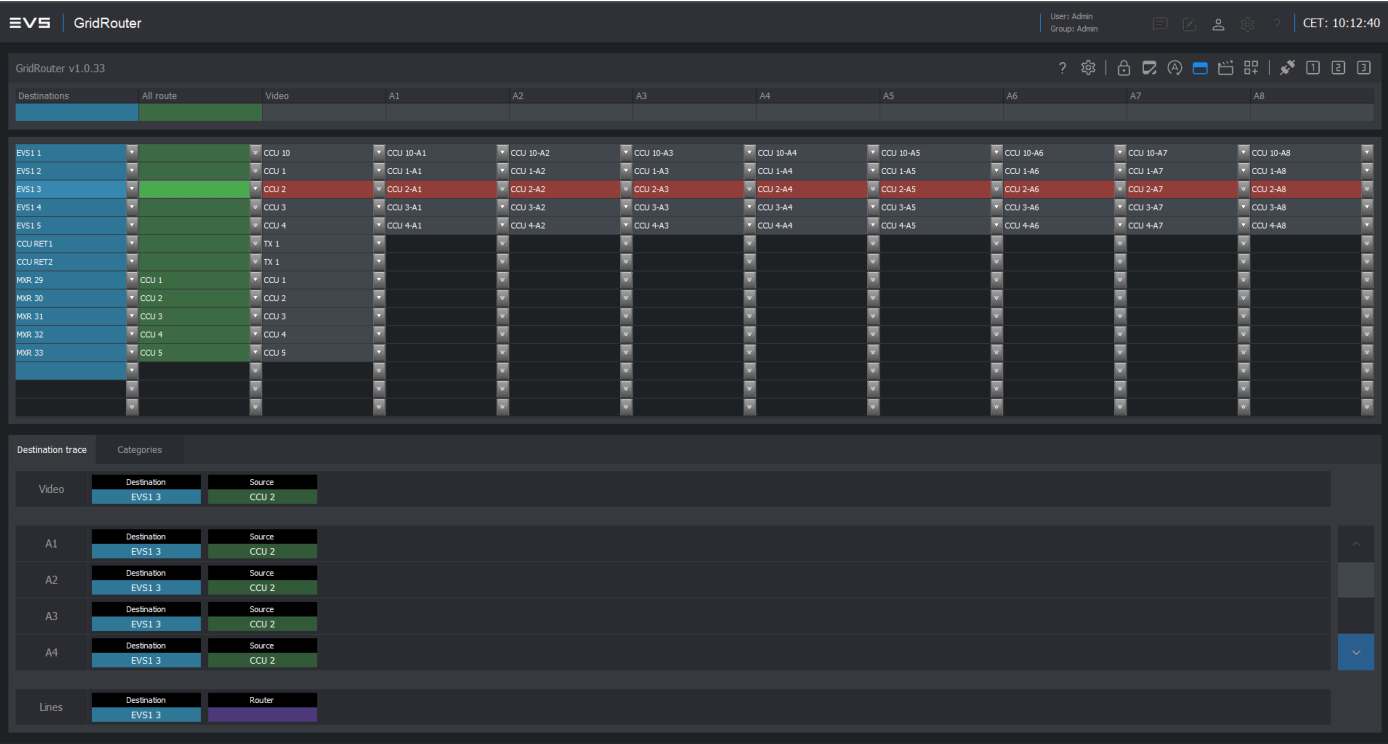 EVS GridRouter User: Admin CET: 10:12:40
Group: Admin
GridRouter v1.0.33 ? 1 2 3
Destinations All route Video A1 A2 A3 A4 A5 A6 A7 A8
EVS1 1 CCU 10 CCU 10-A1 CCU 10-A2 CCU 10-A3 CCU 10-A4 CCU 10-A5 CCU 10-A6 CCU 10-A7 CCU 10-A8
EVS1 2 CCU 1 CCU 1-A1 CCU 1-A2 CCU 1-A3 CCU 1-A4 CCU 1-A5 CCU 1-A6 CCU 1-A7 CCU 1-A8
EVS1 3 CCU 2 CCU 2-A1 CCU 2-A2 CCU 2-A3 CCU 2-A4 CCU 2-A5 CCU 2-A6 CCU 2-A7 CCU 2-A8
EVS1 4 CCU 3 CCU 3-A1 CCU 3-A2 CCU 3-A3 CCU 3-A4 CCU 3-A5 CCU 3-A6 CCU 3-A7 CCU 3-A8
EVS1 5 CCU 4 CCU 4-A1 CCU 4-A2 CCU 4-A3 CCU 4-A4 CCU 4-A5 CCU 4-A6 CCU 4-A7 CCU 4-A8
CCU RET1 TX 1
CCU RET2 TX 1
MXR 29 CCU 1 CCU 1
MXR 30 CCU 2 CCU 2
MXR 31 CCU 3 CCU 3
MXR 32 CCU 4 CCU 4
MXR 33 CCU 5 CCU 5
Destination trace Categories
Video Destination Source
EVS1 3 CCU 2
A1 Destination Source
EVS1 3 CCU 2
A2 Destination Source
EVS1 3 CCU 2
A3 Destination Source
EVS1 3 CCU 2
A4 Destination Source
EVS1 3 CCU 2
Lines Destination Router
EVS1 3